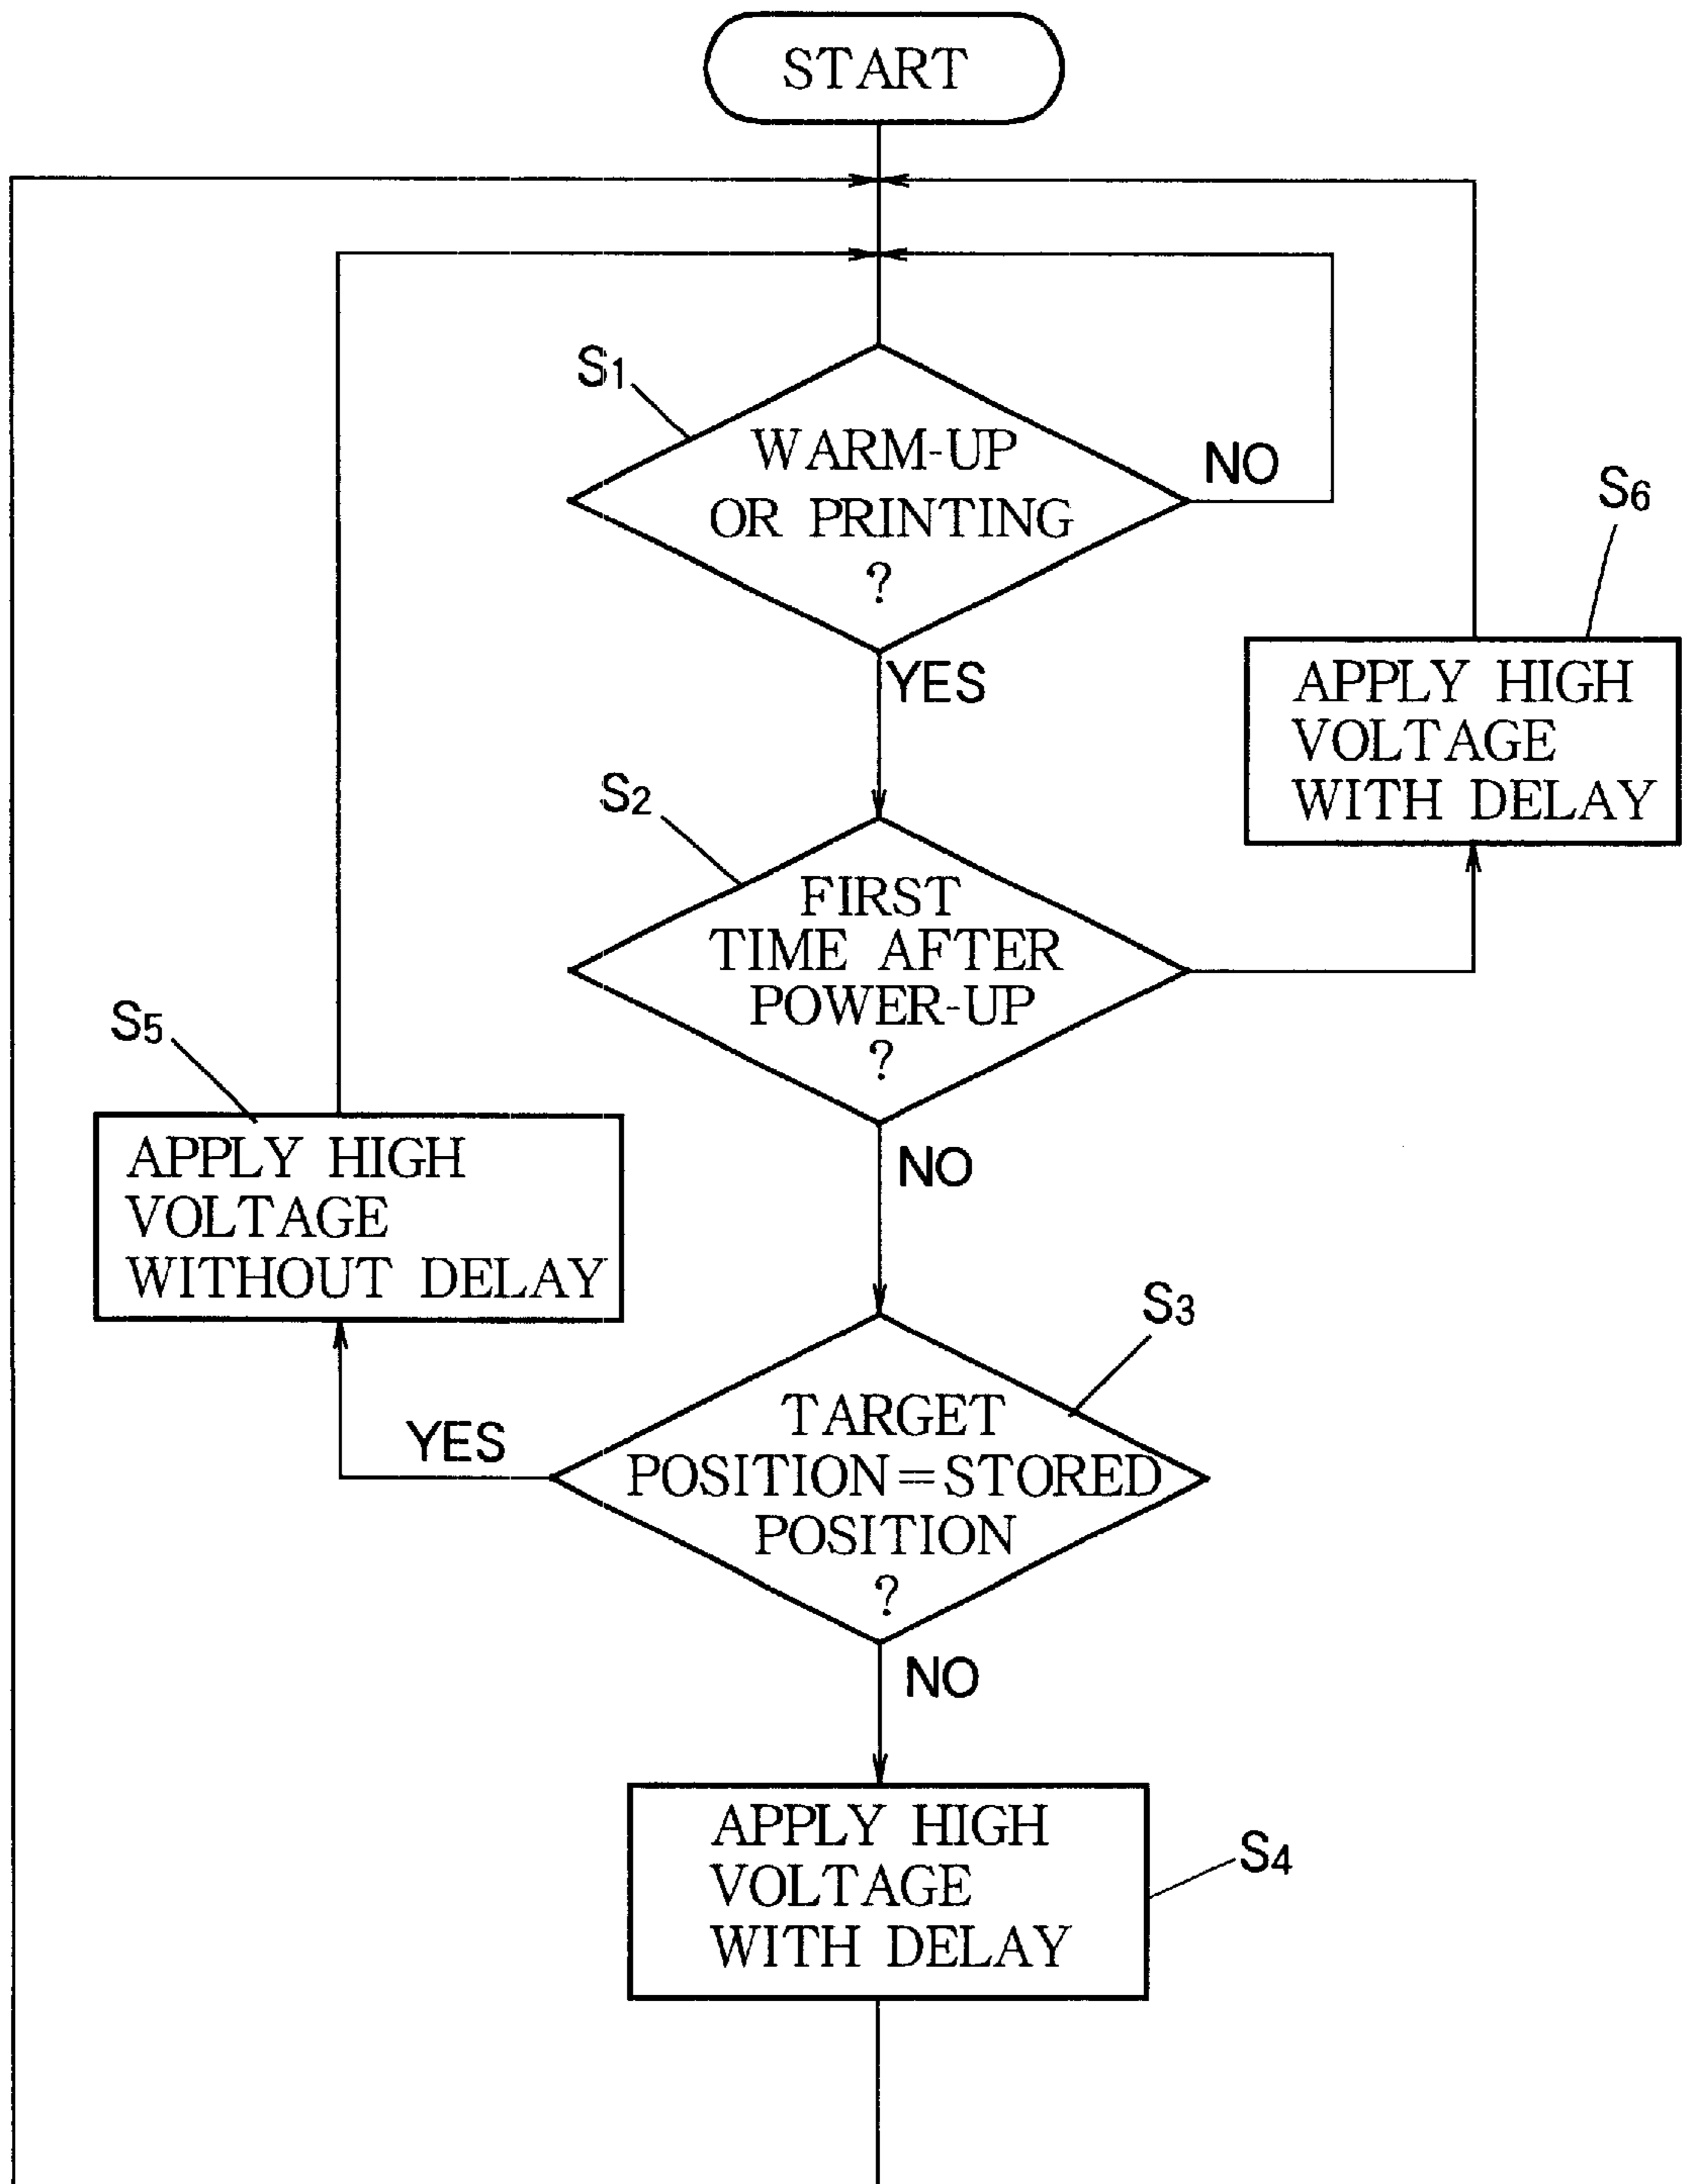 START
S1
WARM-UP
OR PRINTING
?
NO
YES
S6
APPLY HIGH
VOLTAGE
WITH DELAY
S2
FIRST
TIME AFTER
POWER-UP
?
NO
S5
APPLY HIGH
VOLTAGE
WITHOUT DELAY
S3
TARGET
POSITION=STORED
POSITION
?
YES
NO
APPLY HIGH
VOLTAGE
WITH DELAY
S4